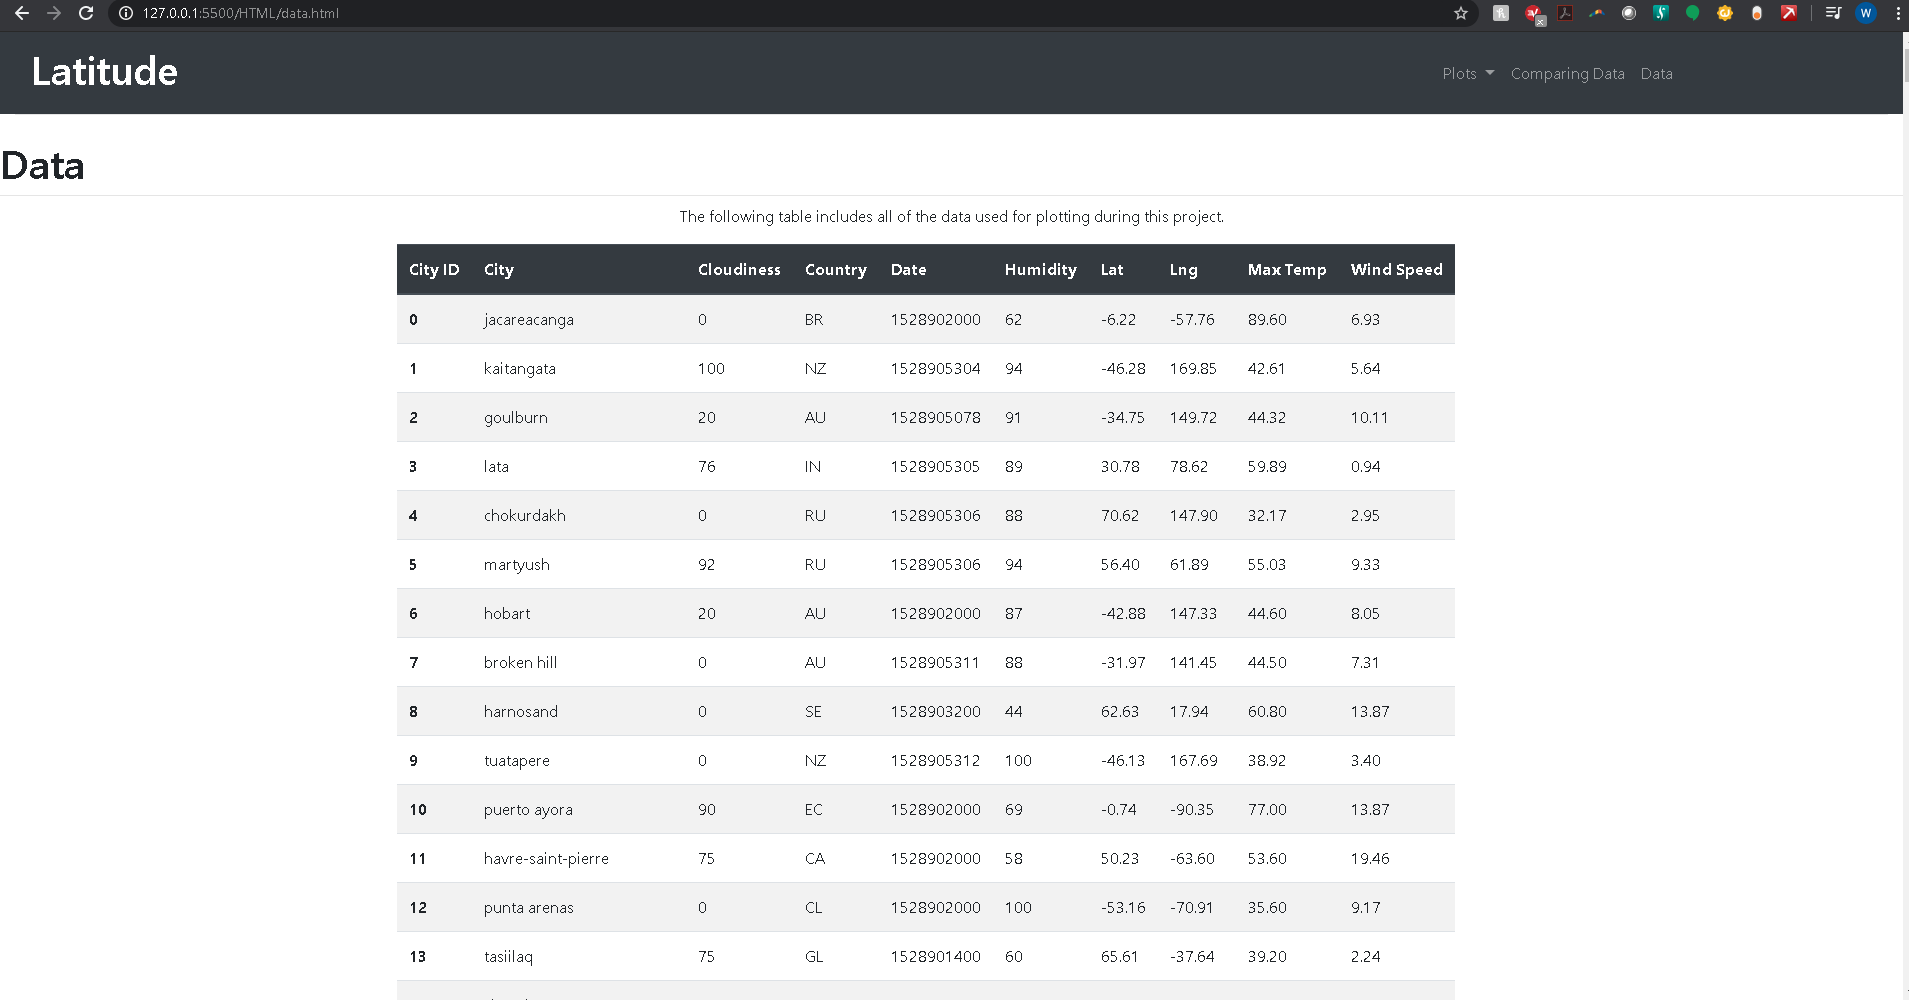 127.0.0.1:5500/HTML/data.html
W
Latitude
Plots Comparing Data Data
Data
The following table includes all of the data used for plotting during this project.
City ID City Cloudiness Country Date Humidity Lat Lng Max Temp Wind Speed
0 jacareacanga 0 BR 1528902000 62 -6.22 -57.76 89.60 6.93
1 kaitangata 100 NZ 1528905304 94 -46.28 169.85 42.61 5.64
2 goulburn 20 AU 1528905078 91 -34.75 149.72 44.32 10.11
3 lata 76 IN 1528905305 89 30.78 78.62 59.89 0.94
4 chokurdakh 0 RU 1528905306 88 70.62 147.90 32.17 2.95
5 martyush 92 RU 1528905306 94 56.40 61.89 55.03 9.33
6 hobart 20 AU 1528902000 87 -42.88 147.33 44.60 8.05
7 broken hill 0 AU 1528905311 88 -31.97 141.45 44.50 7.31
8 harnosand 0 SE 1528903200 44 62.63 17.94 60.80 13.87
9 tuatapere 0 NZ 1528905312 100 -46.13 167.69 38.92 3.40
10 puerto ayora 90 EC 1528902000 69 -0.74 -90.35 77.00 13.87
11 havre-saint-pierre 75 CA 1528902000 58 50.23 -63.60 53.60 19.46
12 punta arenas 0 CL 1528902000 100 -53.16 -70.91 35.60 9.17
13 tasiilaq 75 GL 1528901400 60 65.61 -37.64 39.20 2.24